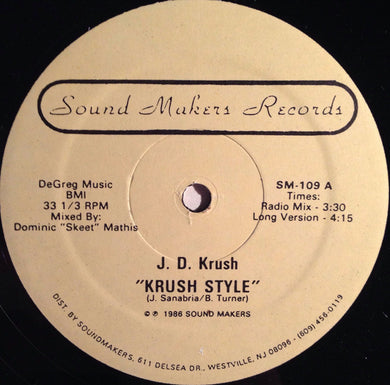 Sound Makers Records
DeGreg Music
BMI
33 1/3 RPM
Mixed By:
Dominic "Skeet" Mathis
SM-109 A
Times:
Radio Mix - 3:30
Long Version - 4:15
J. D. Krush
"KRUSH STYLE"
(J. Sanabria/B. Turner)
© ℗ 1986 SOUND MAKERS
DIST. BY SOUNDMAKERS, 611 DELSEA DR., WESTVILLE, NJ 08096 - (609) 456-0119